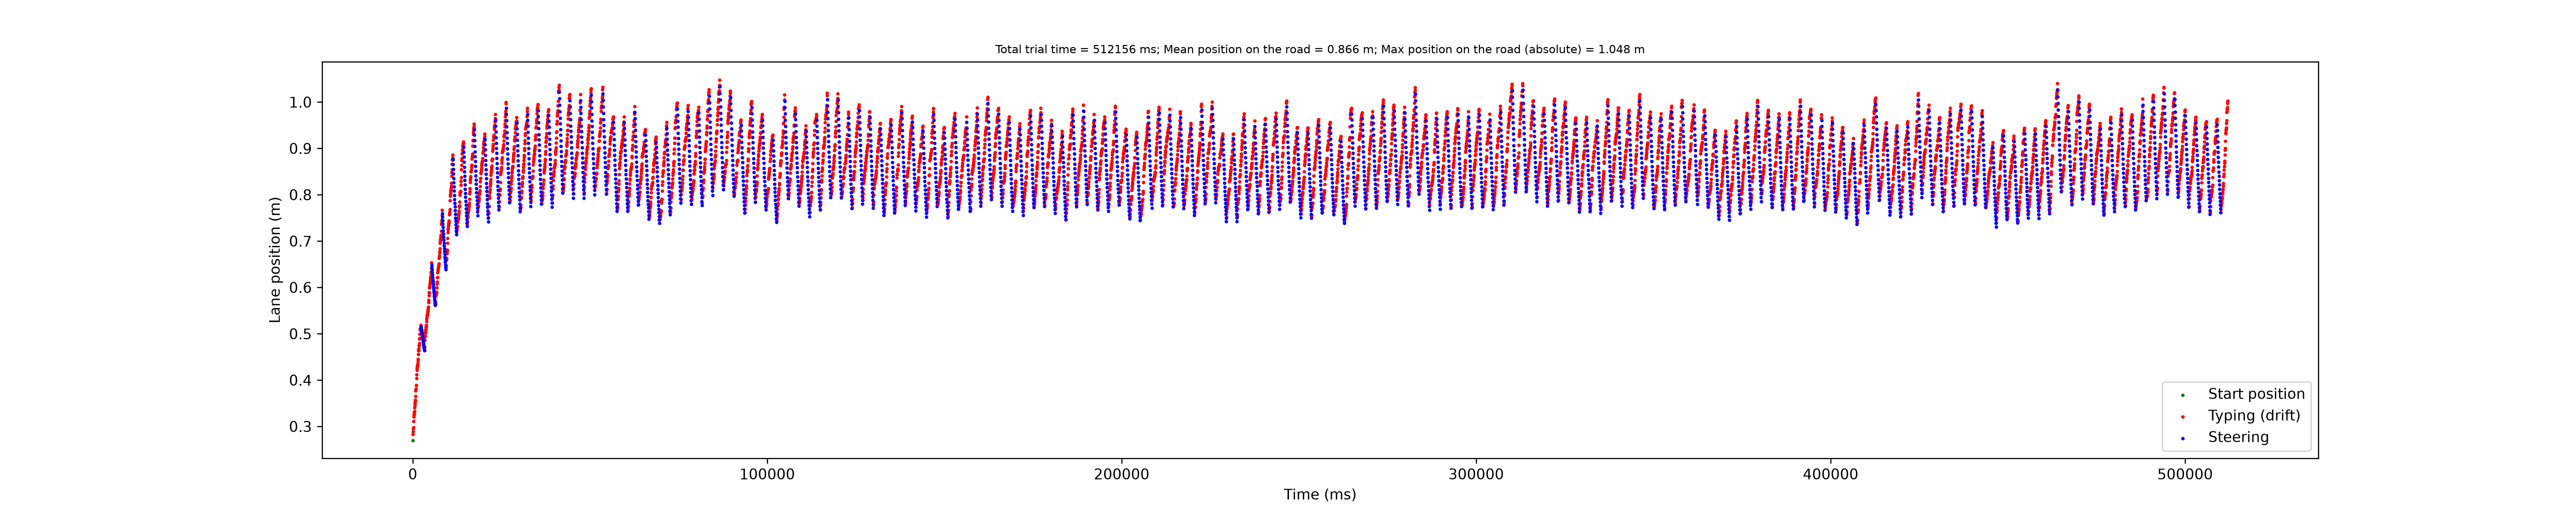 Total trial time = 512156 ms; Mean position on the road = 0.866 m; Max position on the road (absolute) = 1.048 m
1.0
0.9
0.8
0.7
0.6
0.5
0.4
0.3
Lane position (m)
Start position
Typing (drift)
Steering
0
100000
200000
300000
400000
500000
Time (ms)